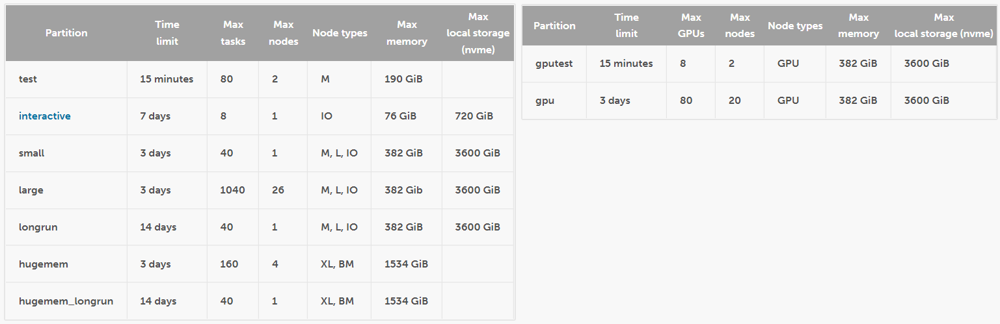 Partition Time limit Max tasks Max nodes Node types Max memory Max local storage (nvme)
test 15 minutes 80 2 M 190 GiB
interactive 7 days 8 1 IO 76 GiB 720 GiB
small 3 days 40 1 M, L, IO 382 GiB 3600 GiB
large 3 days 1040 26 M, L, IO 382 Gib 3600 GiB
longrun 14 days 40 1 M, L, IO 382 GiB 3600 GiB
hugemem 3 days 160 4 XL, BM 1534 GiB
hugemem_longrun 14 days 40 1 XL, BM 1534 GiB
Partition Time limit Max GPUs Max nodes Node types Max memory Max local storage (nvme)
gputest 15 minutes 8 2 GPU 382 GiB 3600 GiB
gpu 3 days 80 20 GPU 382 GiB 3600 GiB